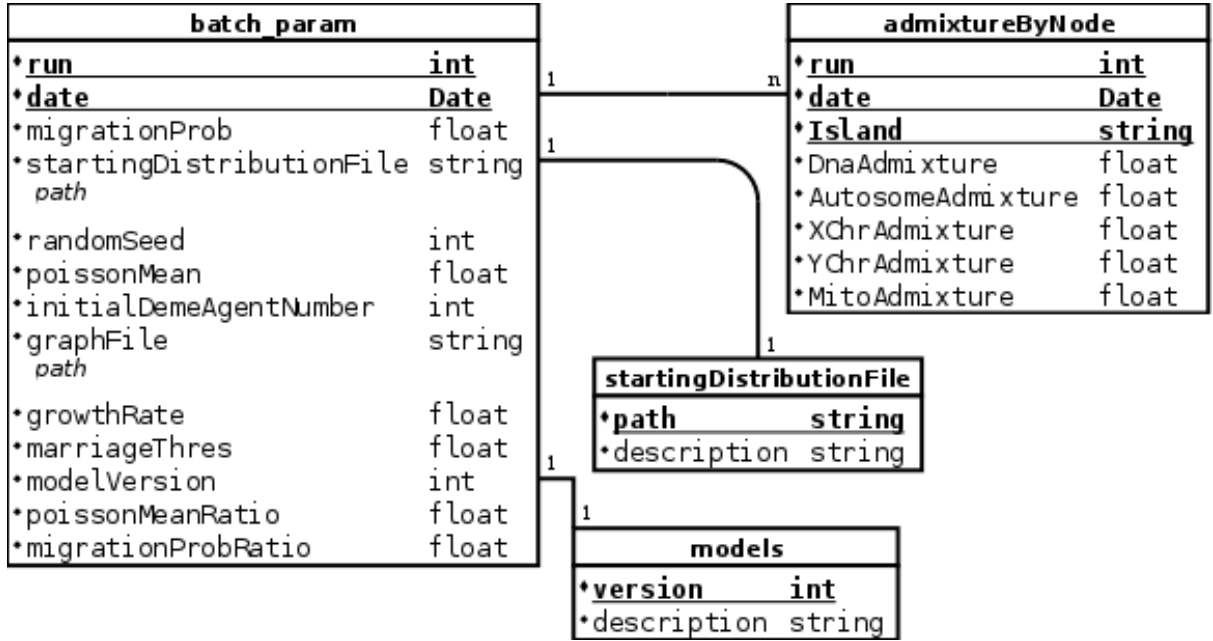 batch_param
run int
date Date
migrationProb float
startingDistributionFile string
path
randomSeed int
poissonMean float
initialDemeAgentNumber int
graphFile string
path
growthRate float
marriageThres float
modelVersion int
poissonMeanRatio float
migrationProbRatio float
1
n
1
1
1
1
admixtureByNode
run int
date Date
Island string
DnaAdmixture float
AutosomeAdmixture float
XChrAdmixture float
YChrAdmixture float
MitoAdmixture float
startingDistributionFile
path string
description string
models
version int
description string